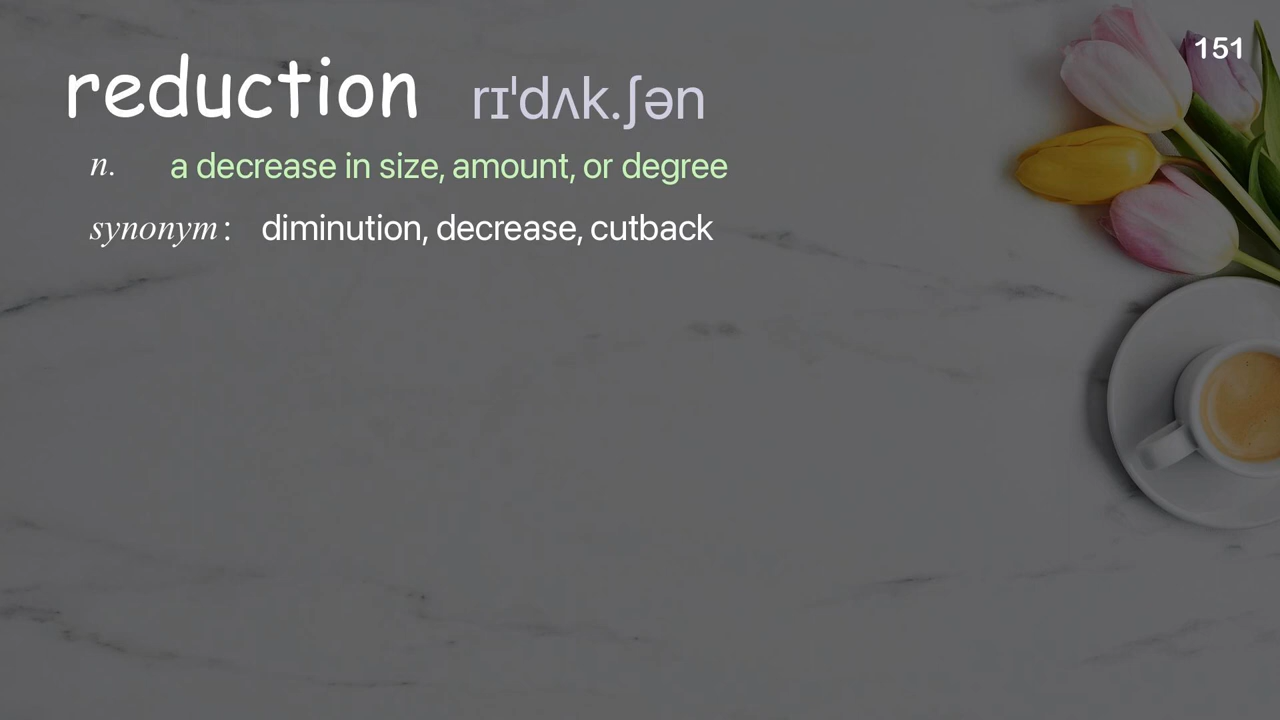 151
reduction rɪˈdʌk.ʃən
n. a decrease in size, amount, or degree
synonym: diminution, decrease, cutback